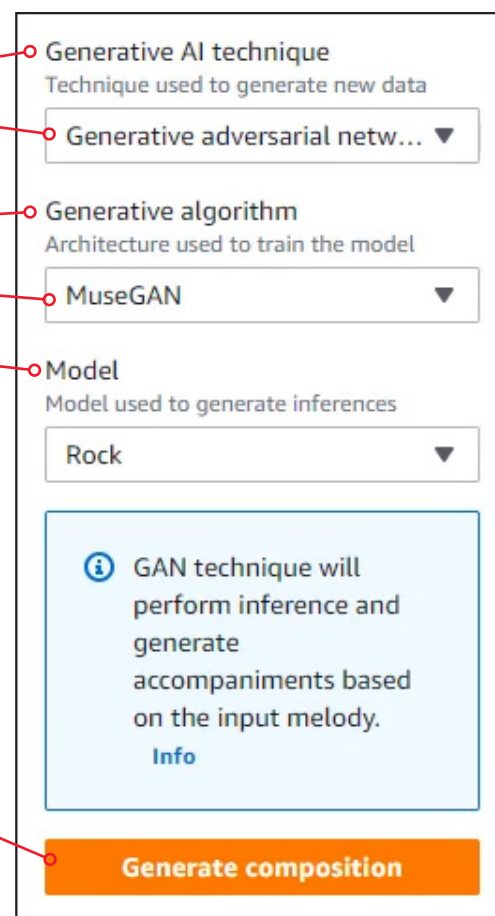 Generative AI technique
Technique used to generate new data
Generative adversarial netw...
Generative algorithm
Architecture used to train the model
MuseGAN
Model
Model used to generate inferences
Rock
GAN technique will
perform inference and
generate
accompaniments based
on the input melody.
Info
Generate composition